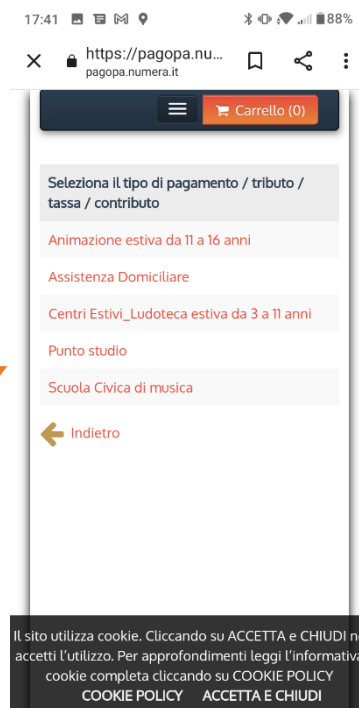 17:41 88%
https://pagopa.nu...
pagopa.numera.it
Carrello (0)
Seleziona il tipo di pagamento / tributo /
tassa / contributo
Animazione estiva da 11 a 16 anni
Assistenza Domiciliare
Centri Estivi_Ludoteca estiva da 3 a 11 anni
Punto studio
Scuola Civica di musica
Indietro
Il sito utilizza cookie. Cliccando su ACCETTA e CHIUDI n
accetti l'utilizzo. Per approfondimenti leggi l'informativa
cookie completa cliccando su COOKIE POLICY
COOKIE POLICY ACCETTA E CHIUDI